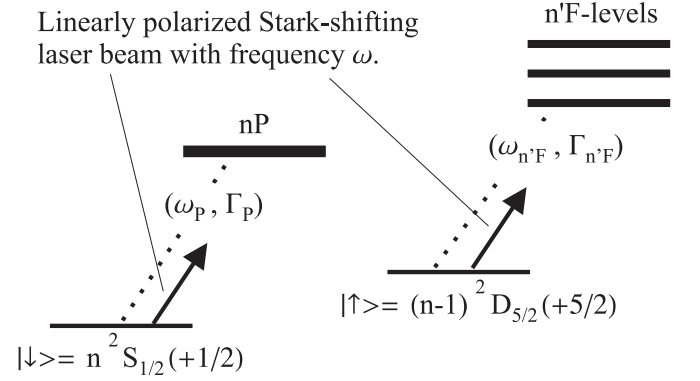 Linearly polarized Stark-shifting
laser beam with frequency ω.
n'F-levels
nP
(ω_P , Γ_P)
(ω_n'F , Γ_n'F)
|↓>= n ²S_1/2(+1/2)
|↑>= (n-1) ²D_5/2(+5/2)